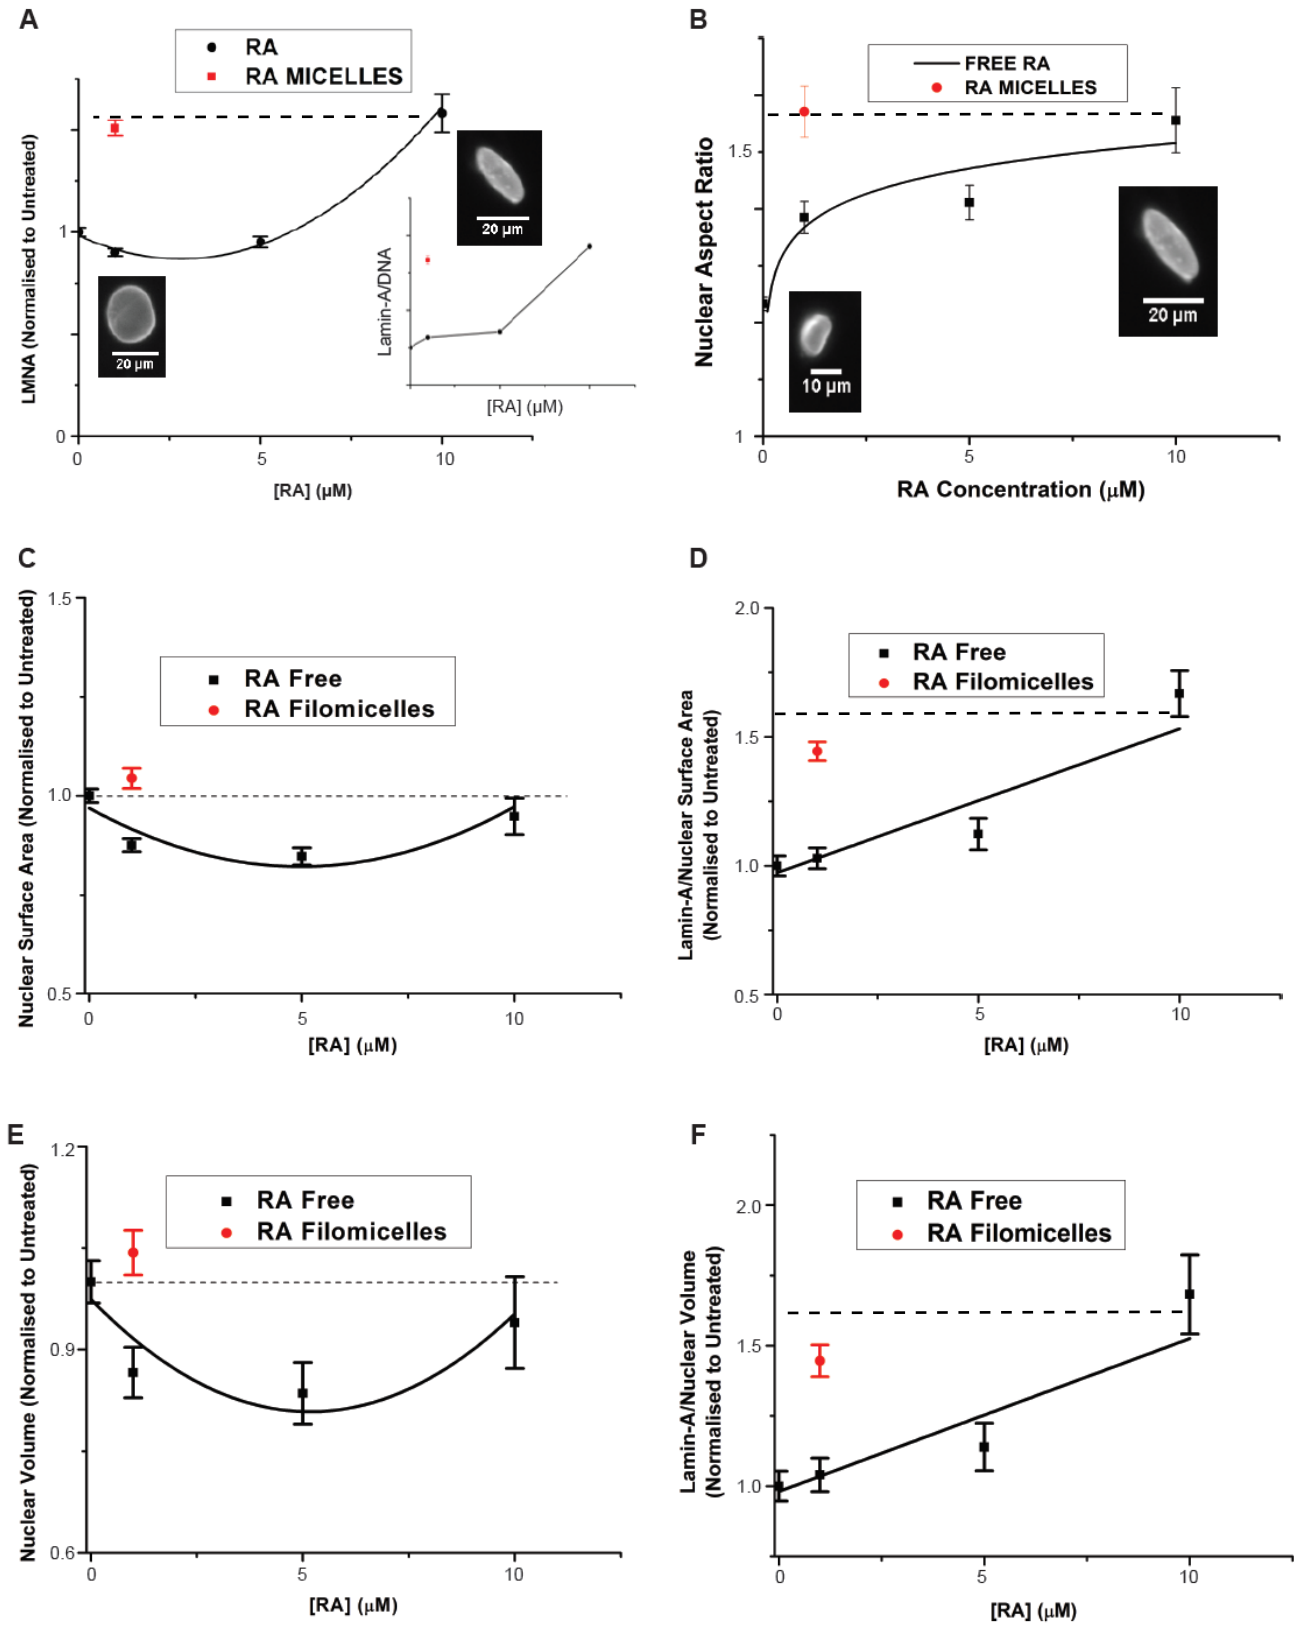 A
RA
RA MICELLES
LMNA (Normalised to Untreated)
1
0
0
5
10
[RA] (µM)
20 µm
20 µm
Lamin-A/DNA
[RA] (µM)
B
FREE RA
RA MICELLES
Nuclear Aspect Ratio
1.5
1
0
5
10
RA Concentration (µM)
10 µm
20 µm
C
RA Free
RA Filomicelles
Nuclear Surface Area (Normalised to Untreated)
1.5
1.0
0.5
0
5
10
[RA] (µM)
D
RA Free
RA Filomicelles
Lamin-A/Nuclear Surface Area
(Normalised to Untreated)
2.0
1.5
1.0
0.5
0
5
10
[RA] (µM)
E
RA Free
RA Filomicelles
Nuclear Volume (Normalised to Untreated)
1.2
0.9
0.6
0
5
10
[RA] (µM)
F
RA Free
RA Filomicelles
Lamin-A/Nuclear Volume
(Normalised to Untreated)
2.0
1.5
1.0
0
5
10
[RA] (µM)